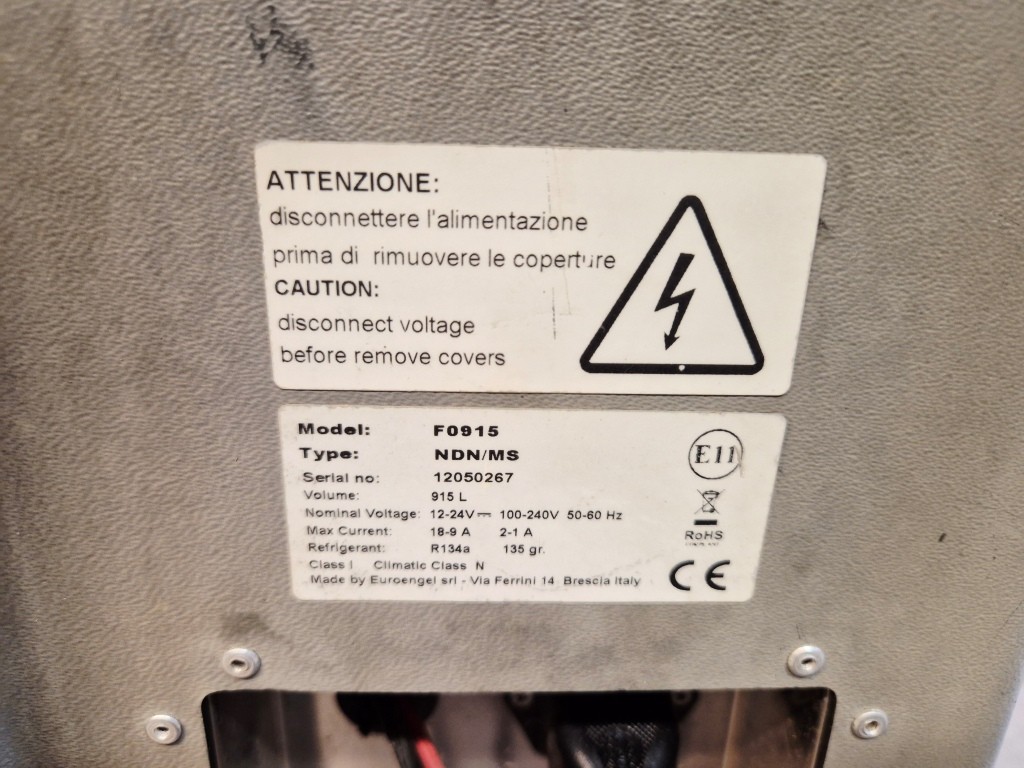 ATTENZIONE:
disconnettere l'alimentazione
prima di rimuovere le coperture
CAUTION:
disconnect voltage
before remove covers
Model: F0915
Type: NDN/MS
Serial no: 12050267
Volume: 915 L
Nominal Voltage: 12-24V⎓ 100-240V 50-60 Hz
Max Current: 18-9 A 2-1 A
Refrigerant: R134a 135 gr.
Class I Climatic Class N
Made by Euroengel srl - Via Ferrini 14 Brescia Italy
E11
RoHS
CE